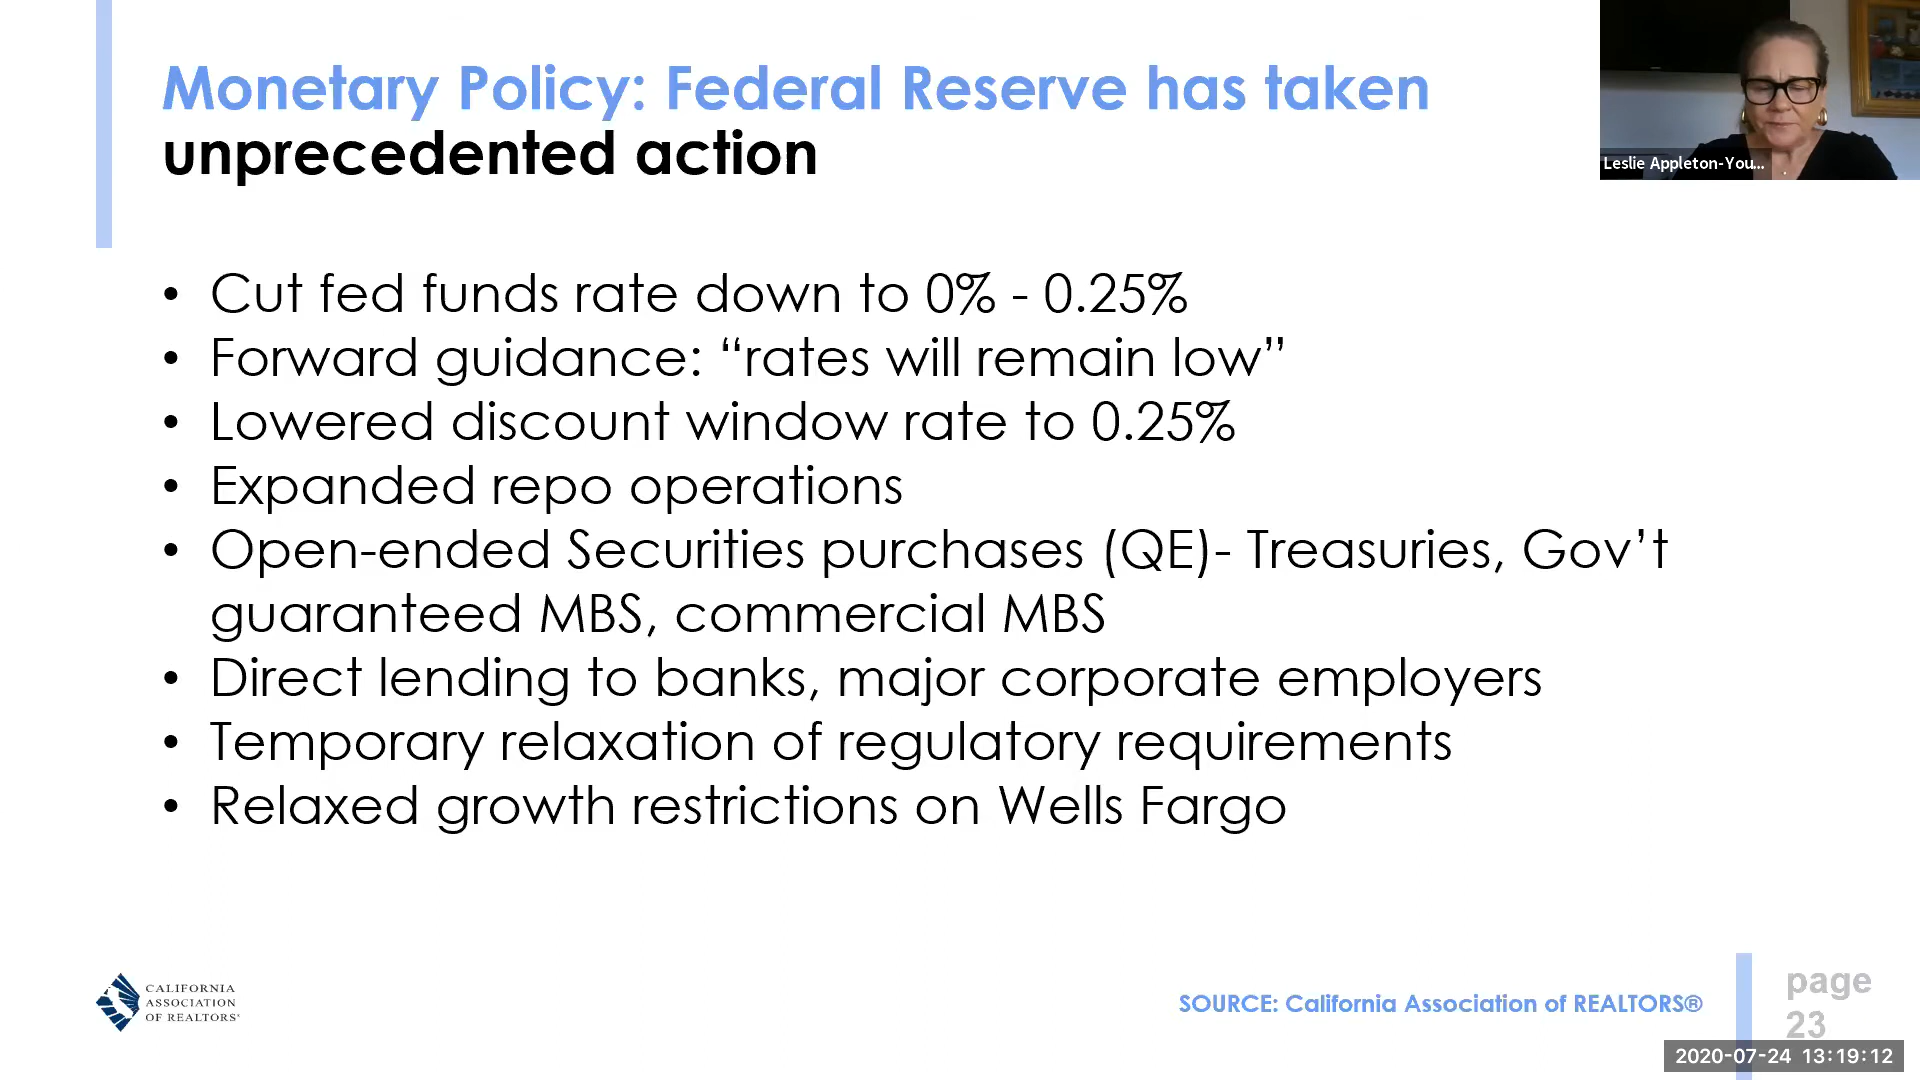 Monetary Policy: Federal Reserve has taken
unprecedented action
Leslie Appleton-You...
• Cut fed funds rate down to 0% - 0.25%
• Forward guidance: “rates will remain low”
• Lowered discount window rate to 0.25%
• Expanded repo operations
• Open-ended Securities purchases (QE)- Treasuries, Gov’t
guaranteed MBS, commercial MBS
• Direct lending to banks, major corporate employers
• Temporary relaxation of regulatory requirements
• Relaxed growth restrictions on Wells Fargo
CALIFORNIA
ASSOCIATION
OF REALTORS®
SOURCE: California Association of REALTORS®
page
23
2020-07-24 13:19:12